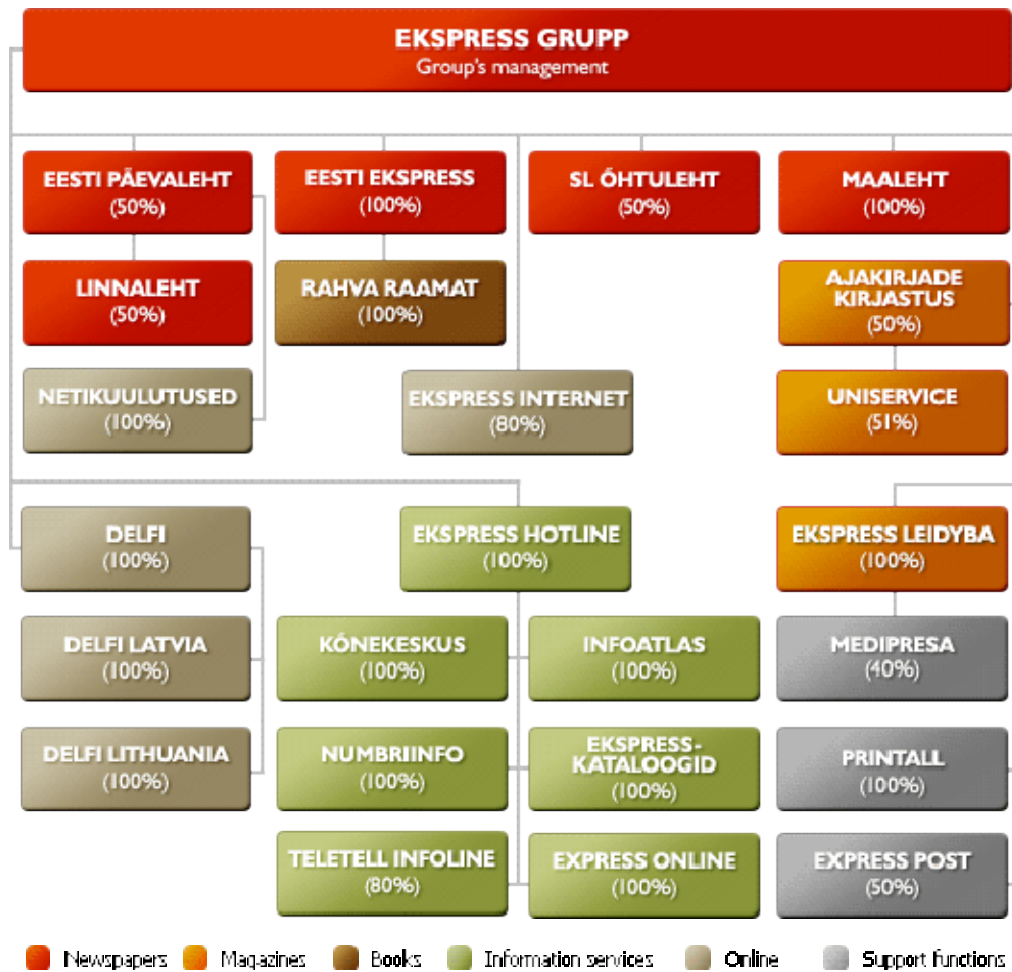 EKSPRESS GRUPP
Group's management
EESTI PÄEVALEHT
(50%)
EESTI EKSPRESS
(100%)
SL ÕHTULEHT
(50%)
MAALEHT
(100%)
LINNALEHT
(50%)
RAHVA RAAMAT
(100%)
AJAKIRJADE
KIRJASTUS
(50%)
NETIKUULUTUSED
(100%)
EKSPRESS INTERNET
(80%)
UNISERVICE
(51%)
DELFI
(100%)
EKSPRESS HOTLINE
(100%)
EKSPRESS LEIDYBA
(100%)
DELFI LATVIA
(100%)
KÕNEKESKUS
(100%)
INFOATLAS
(100%)
MEDIPRESA
(40%)
DELFI LITHUANIA
(100%)
NUMBRIINFO
(100%)
EKSPRESS-
KATALOOGID
(100%)
PRINTALL
(100%)
TELETELL INFOLINE
(80%)
EXPRESS ONLINE
(100%)
EXPRESS POST
(50%)
Newspapers Magazines Books Information services Online Support functions